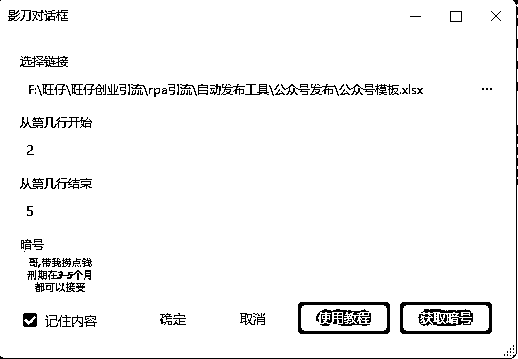 影刀对话框
选择链接
F:\旺仔\旺仔创业引流\rpa引流\自动发布工具\公众号发布\公众号模板.xlsx
...
从第几行开始
2
从第几行结束
5
暗号
哥,带我捞点钱
刑期在3-5个月
都可以接受
记住内容 确定 取消 使用教程 获取暗号